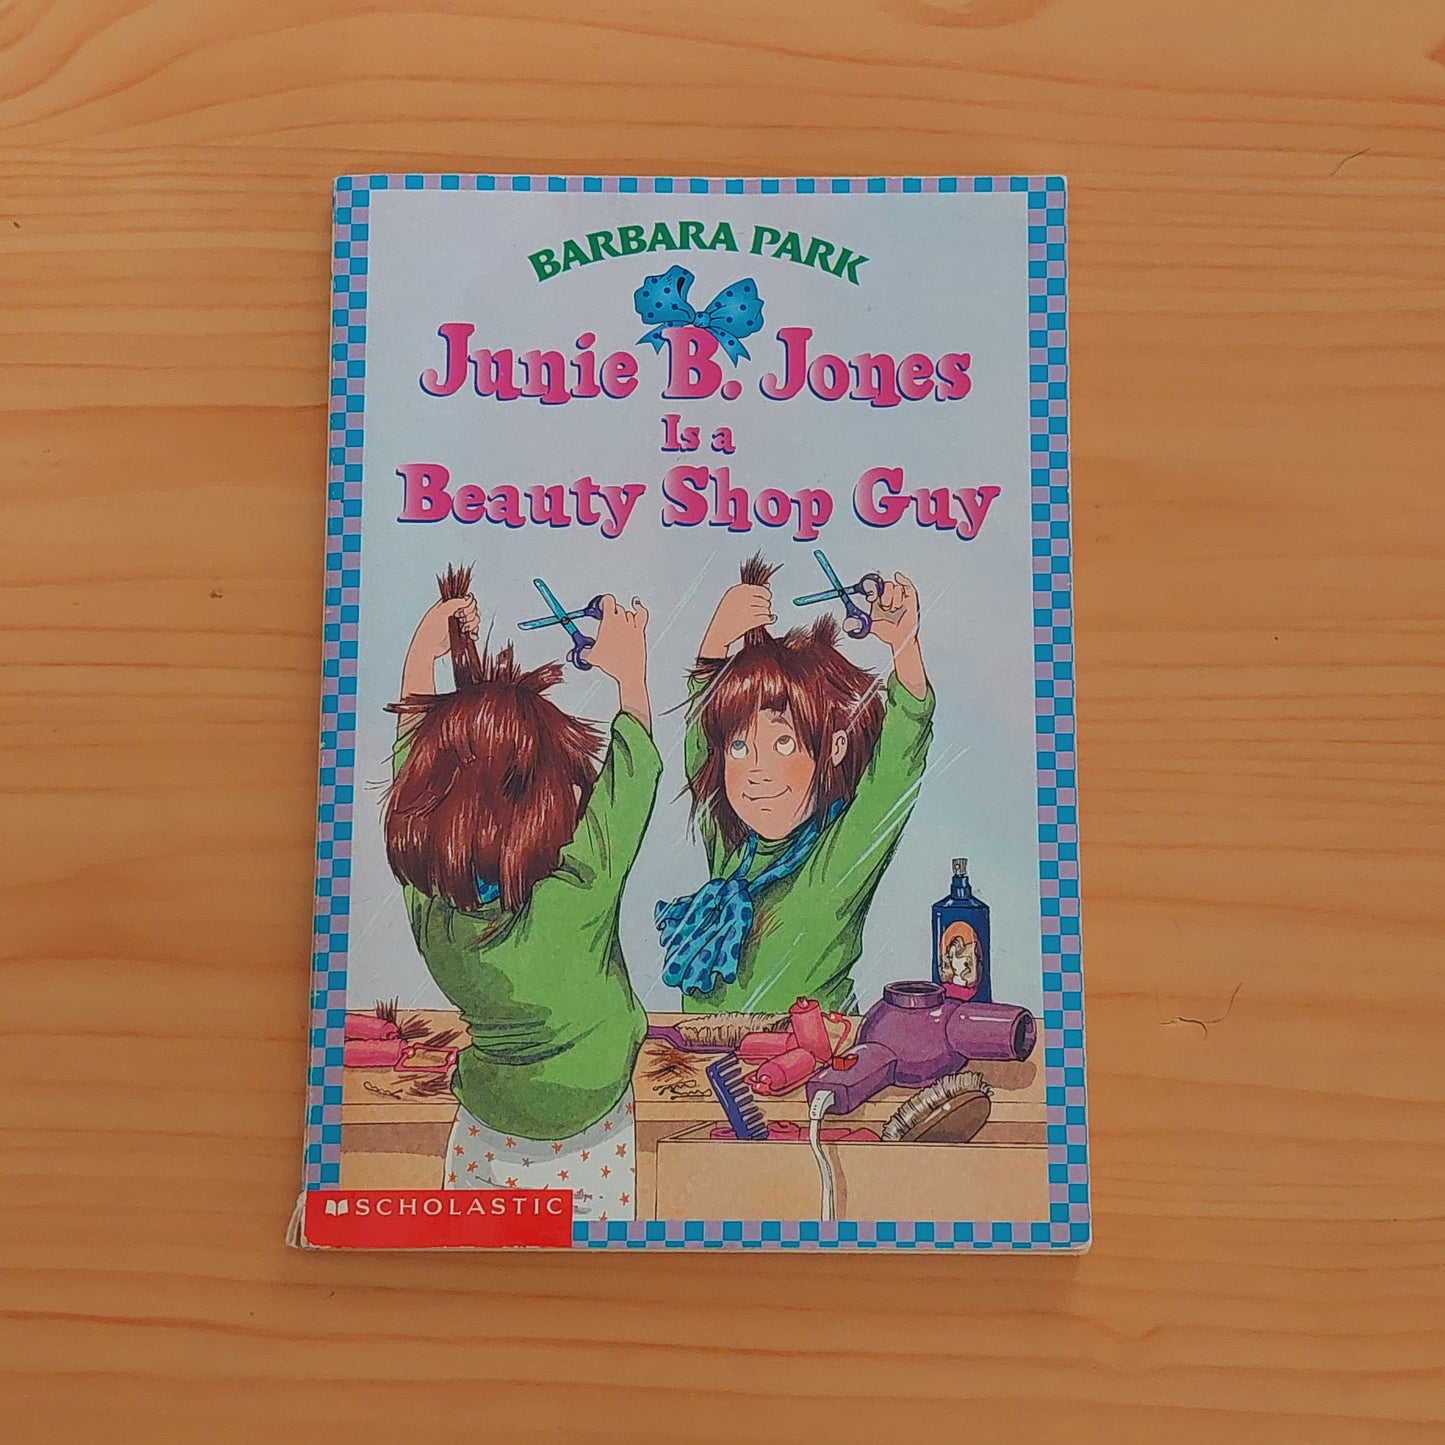 BARBARA PARK
Junie B. Jones
Is a
Beauty Shop Guy
SCHOLASTIC